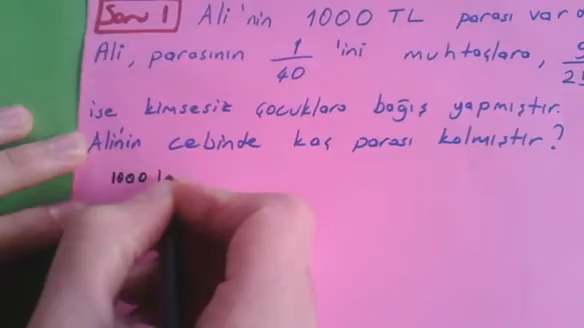 Soru 1 Ali'nin 1000 TL parası var
Ali, parasının 1/40 'ini muhtaçlara,
ise kimsesiz çocuklara bağış yapmıştır.
Ali'nin cebinde kaç parası kalmıştır?
1000